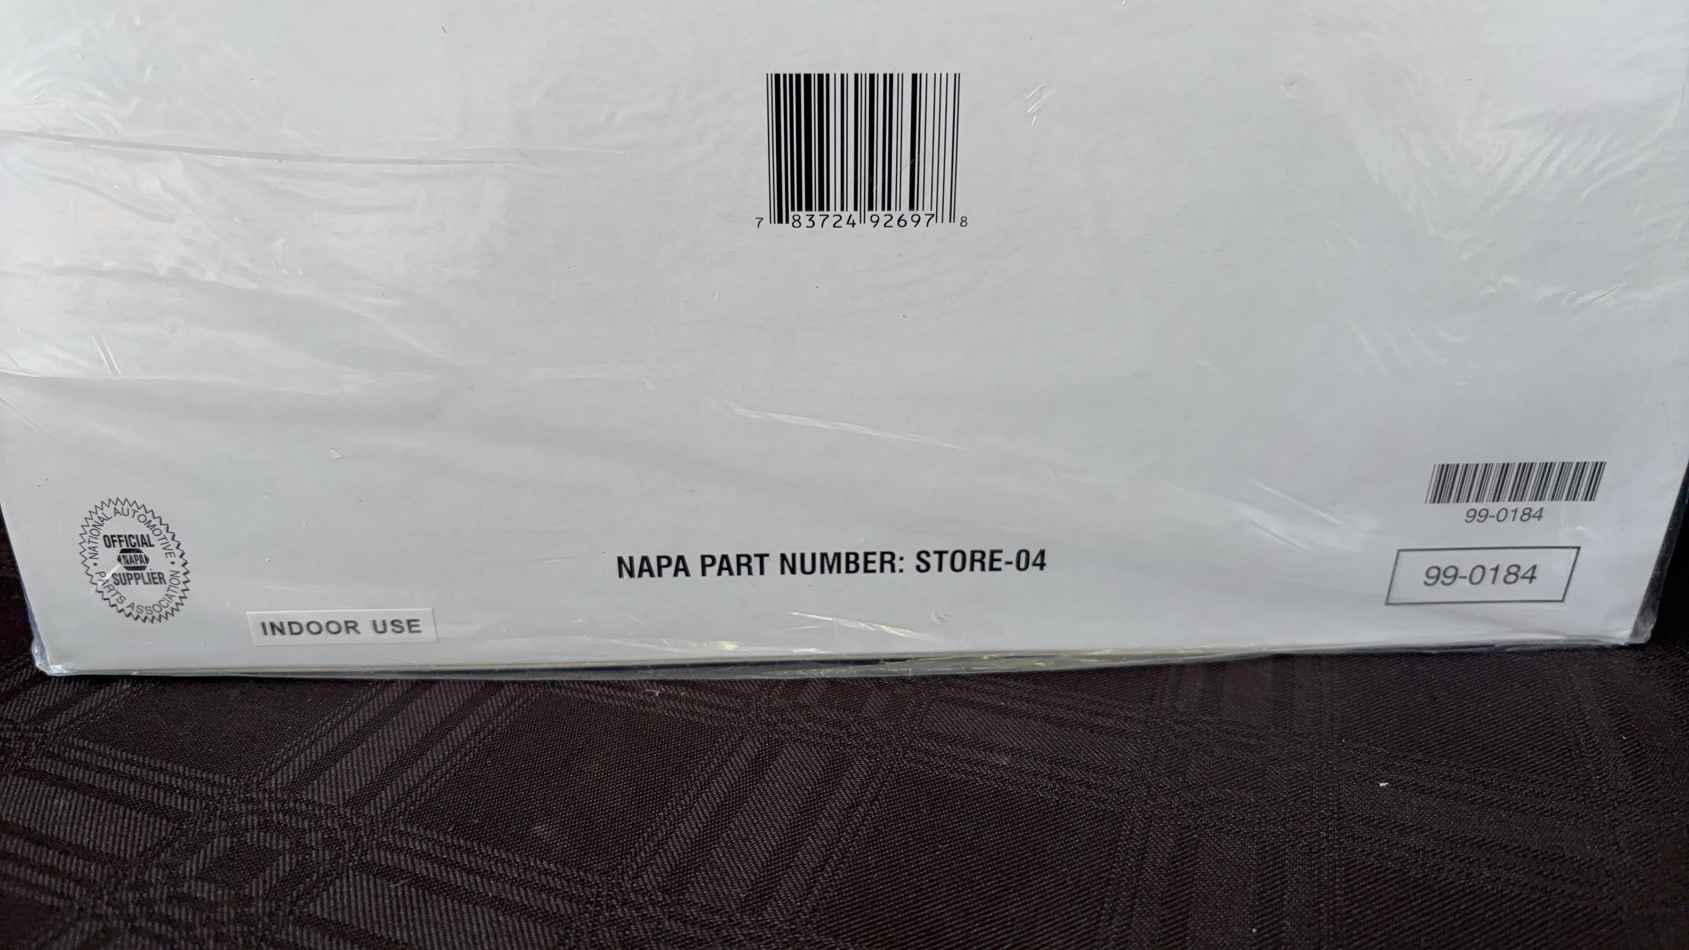 7 83724 92697 8
99-0184
99-0184
NAPA PART NUMBER: STORE-04
NATIONAL AUTOMOTIVE
PARTS ASSOCIATION
OFFICIAL
NAPA
SUPPLIER
INDOOR USE